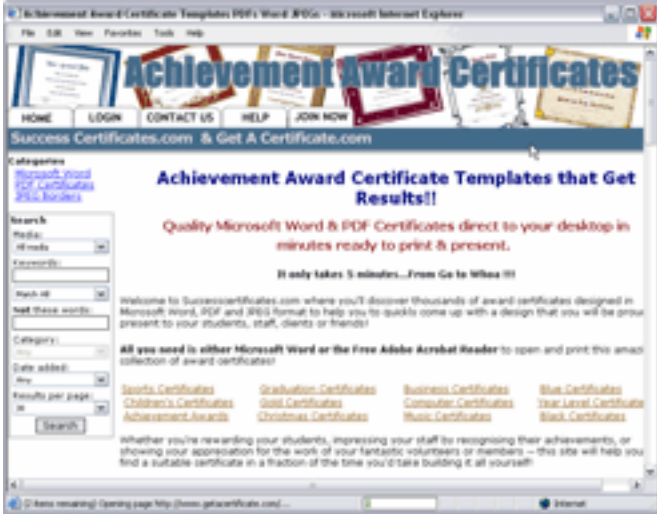 Achievement Award Certificate Templates PDFs Word JPEGs - Microsoft Internet Explorer
File Edit View Favorites Tools Help
Achievement Award Certificates
HOME LOGIN CONTACT US HELP JOIN NOW
Success Certificates.com & Get A Certificate.com
Categories
Microsoft Word
PDF Certificates
JPEG Borders
Search
Media:
All media
Keywords:
Match All
Not these words:
Category:
Any
Date added:
Any
Results per page:
Search
Achievement Award Certificate Templates that Get
Results!!
Quality Microsoft Word & PDF Certificates direct to your desktop in
minutes ready to print & present.
It only takes 5 minutes...From Go to Whoa !!!
Welcome to Successcertificates.com where you'll discover thousands of award certificates designed in
Microsoft Word, PDF and JPEG format to help you to quickly come up with a design that you will be prou
present to your students, staff, clients or friends!
All you need is either Microsoft Word or the Free Adobe Acrobat Reader to open and print this amazi
collection of award certificates!
Sports Certificates Graduation Certificates Business Certificates Blue Certificates
Children's Certificates Gold Certificates Computer Certificates Year Level Certificate
Achievement Awards Christmas Certificates Music Certificates Black Certificates
Whether you're rewarding your students, impressing your staff by recognising their achievements, or
showing your appreciation for the work of your fantastic volunteers or members -- this site will help you
find a suitable certificate in a fraction of the time you'd take building it all yourself!
(2 items remaining) Opening page http://www.getacertificate.com/...
Internet